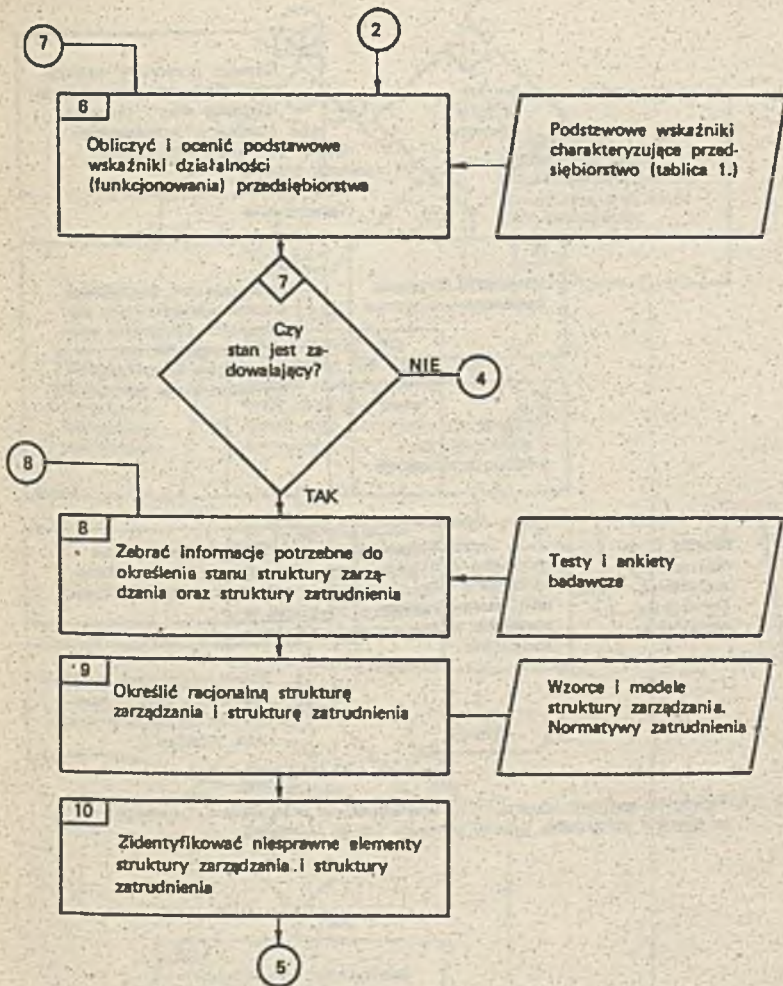 7
2
6
Obliczyć i ocenić podstawowe
wskaźniki działalności
(funkcjonowania) przedsiębiorstwa
Podstewowe wskaźniki
charakteryzujące przed-
siębiorstwo (tablica 1.)
7
Czy
stan jest za-
dowalający?
NIE
4
TAK
8
8
Zebrać informacje potrzebne do
określenia stanu struktury zarzą-
dzania oraz struktury zatrudnienia
Testy i ankiety
badawcze
9
Określić racjonalną strukturę
zarządzania i strukturę zatrudnienia
Wzorce i modele
struktury zarządzania.
Normatywy zatrudnienia
10
Zidentyfikować niesprawne elementy
struktury zarządzania i struktury
zatrudnienia
5